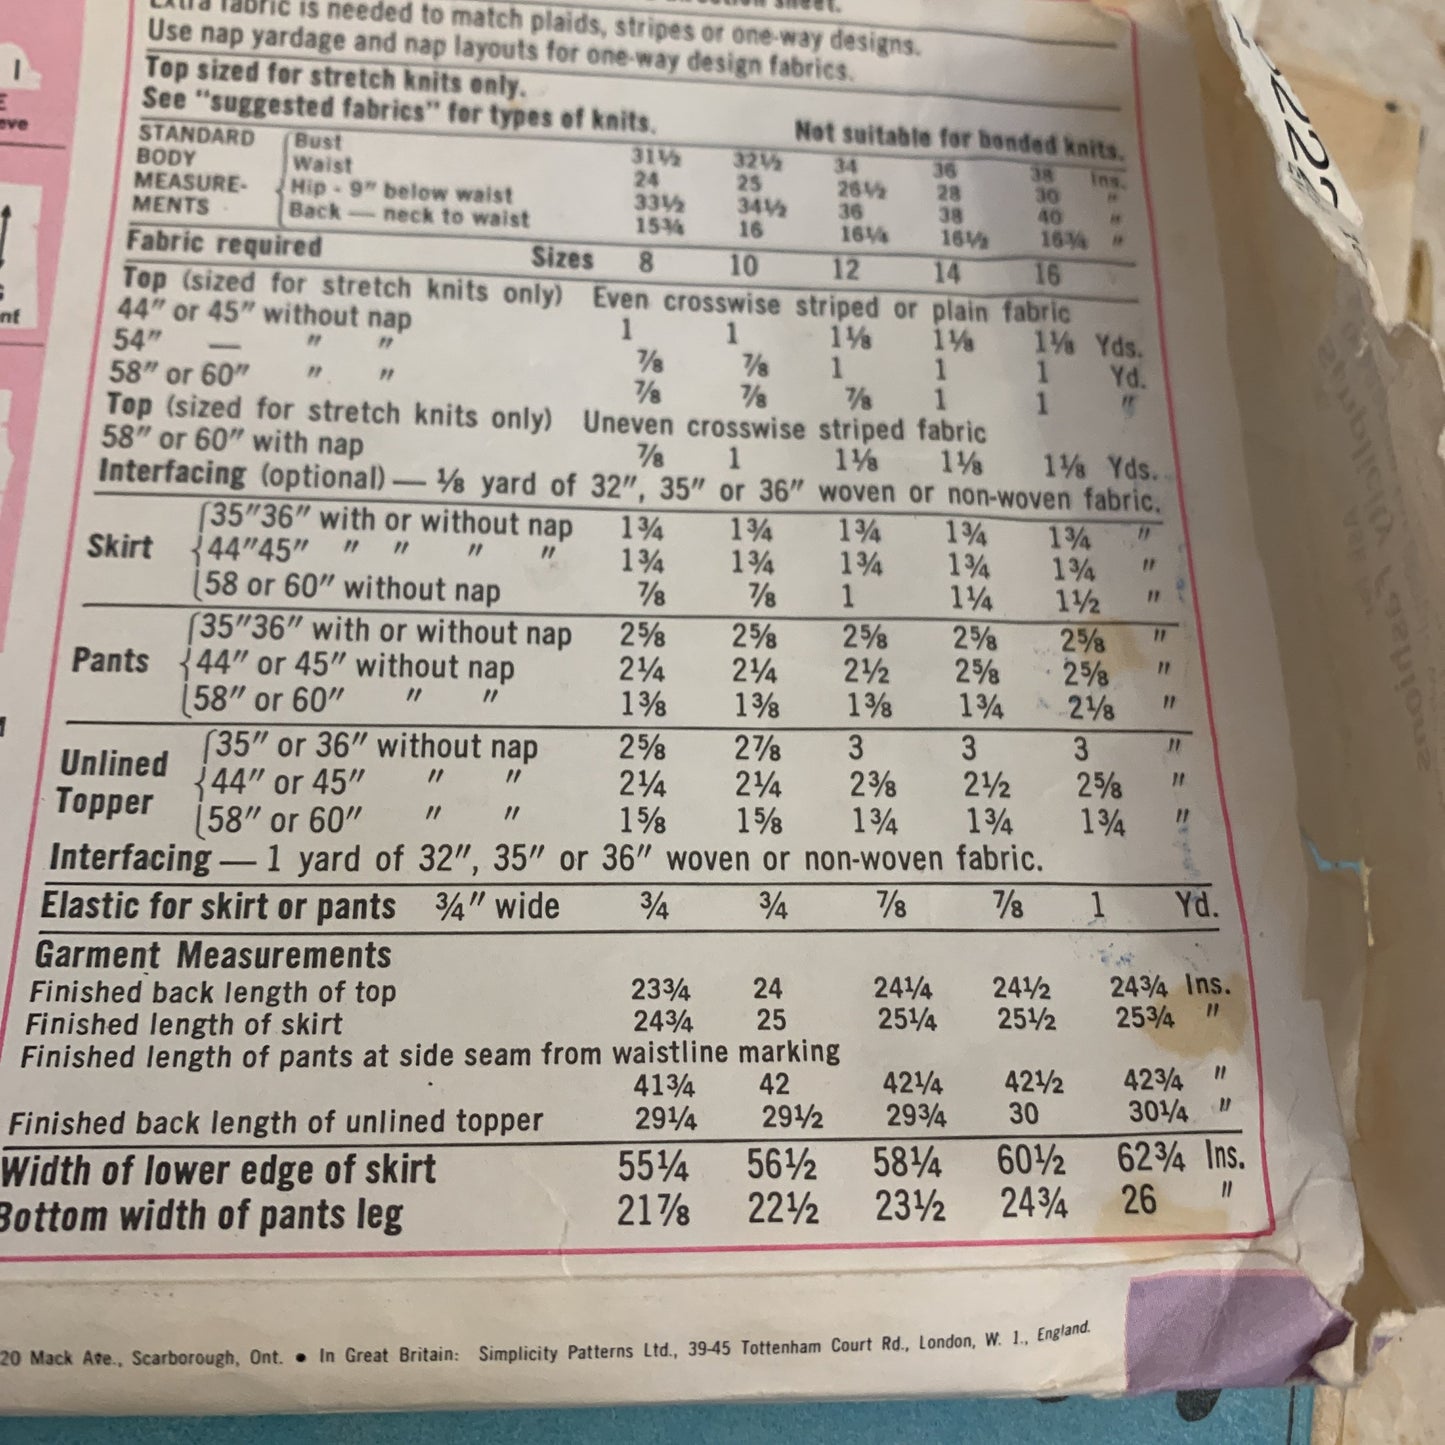 Extra fabric is needed to match plaids, stripes or one-way designs.
Use nap yardage and nap layouts for one-way design fabrics.
Top sized for stretch knits only.
See "suggested fabrics" for types of knits. Not suitable for bonded knits.
STANDARD BODY MEASURE-MENTS
Bust 31½ 32½ 34 36 38 Ins.
Waist 24 25 26½ 28 30 "
Hip - 9" below waist 33½ 34½ 36 38 40 "
Back — neck to waist 15¾ 16 16¼ 16½ 16¾ "
Fabric required Sizes 8 10 12 14 16
Top (sized for stretch knits only) Even crosswise striped or plain fabric
44" or 45" without nap 1 1 1⅛ 1⅛ 1⅛ Yds.
54" — " " ⅞ ⅞ 1 1 1 Yd.
58" or 60" " " ⅞ ⅞ ⅞ 1 1 "
Top (sized for stretch knits only) Uneven crosswise striped fabric
58" or 60" with nap ⅞ 1 1⅛ 1⅛ 1⅛ Yds.
Interfacing (optional) — ⅛ yard of 32", 35" or 36" woven or non-woven fabric.
Skirt
35"36" with or without nap 1¾ 1¾ 1¾ 1¾ 1¾ "
44"45" " " " " 1¾ 1¾ 1¾ 1¾ 1¾ "
58 or 60" without nap ⅞ ⅞ 1 1¼ 1½ "
Pants
35"36" with or without nap 2⅝ 2⅝ 2⅝ 2⅝ 2⅝ "
44" or 45" without nap 2¼ 2¼ 2½ 2⅝ 2⅝ "
58" or 60" " " 1⅜ 1⅜ 1⅜ 1¾ 2⅛ "
Unlined Topper
35" or 36" without nap 2⅝ 2⅞ 3 3 3 "
44" or 45" " " 2¼ 2¼ 2⅜ 2½ 2⅝ "
58" or 60" " " 1⅝ 1⅝ 1¾ 1¾ 1¾ "
Interfacing — 1 yard of 32", 35" or 36" woven or non-woven fabric.
Elastic for skirt or pants ¾" wide ¾ ¾ ⅞ ⅞ 1 Yd.
Garment Measurements
Finished back length of top 23¾ 24 24¼ 24½ 24¾ Ins.
Finished length of skirt 24¾ 25 25¼ 25½ 25¾ "
Finished length of pants at side seam from waistline marking
41¾ 42 42¼ 42½ 42¾ "
Finished back length of unlined topper 29¼ 29½ 29¾ 30 30¼ "
Width of lower edge of skirt 55¼ 56½ 58¼ 60½ 62¾ Ins.
Bottom width of pants leg 21⅞ 22½ 23½ 24¾ 26 "
20 Mack Ave., Scarborough, Ont. • In Great Britain: Simplicity Patterns Ltd., 39-45 Tottenham Court Rd., London, W. 1., England.